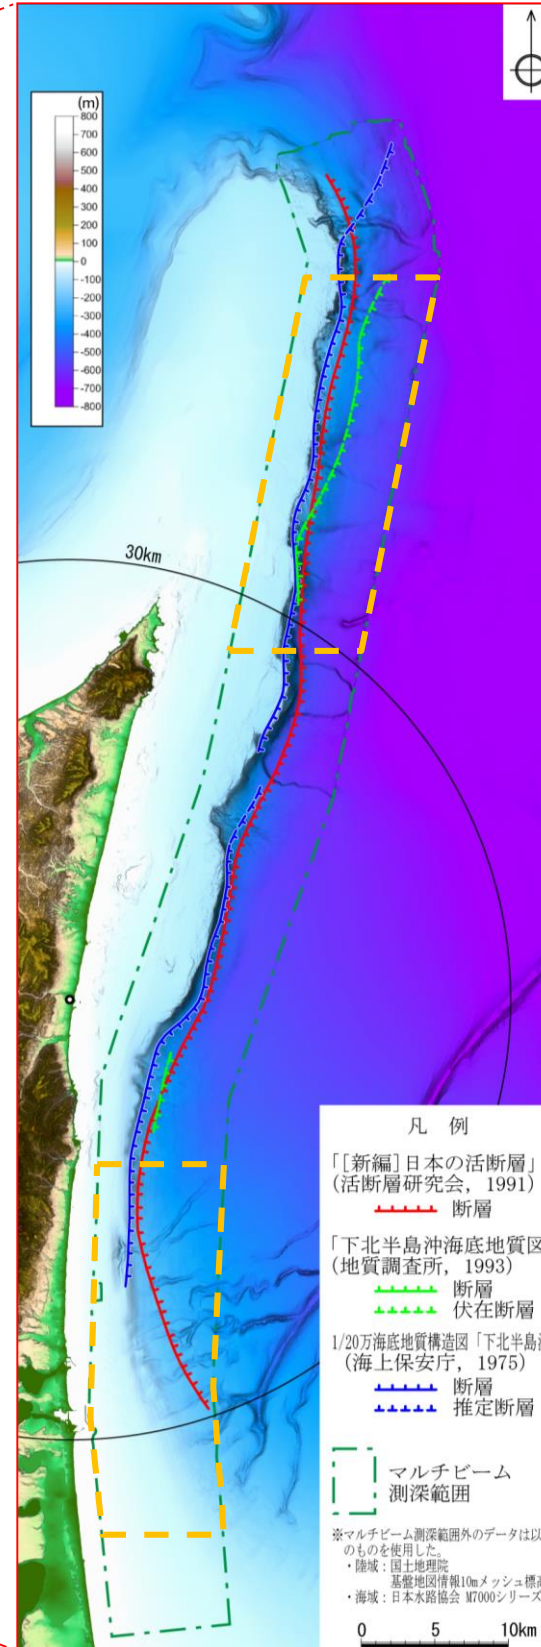 (m)
800
700
600
500
400
300
200
100
0
-100
-200
-300
-400
-500
-600
-700
-800
30km
凡 例
「[新編]日本の活断層」
(活断層研究会, 1991)
断層
「下北半島沖海底地質図
(地質調査所, 1993)
断層
伏在断層
1/20万海底地質構造図「下北半島
(海上保安庁, 1975)
断層
推定断層
マルチビーム
測深範囲
※マルチビーム測深範囲外のデータは以
のものを使用した。
・陸域：国土地理院
基盤地図情報10mメッシュ標
・海域：日本水路協会 M7000シリーズ
0 5 10km